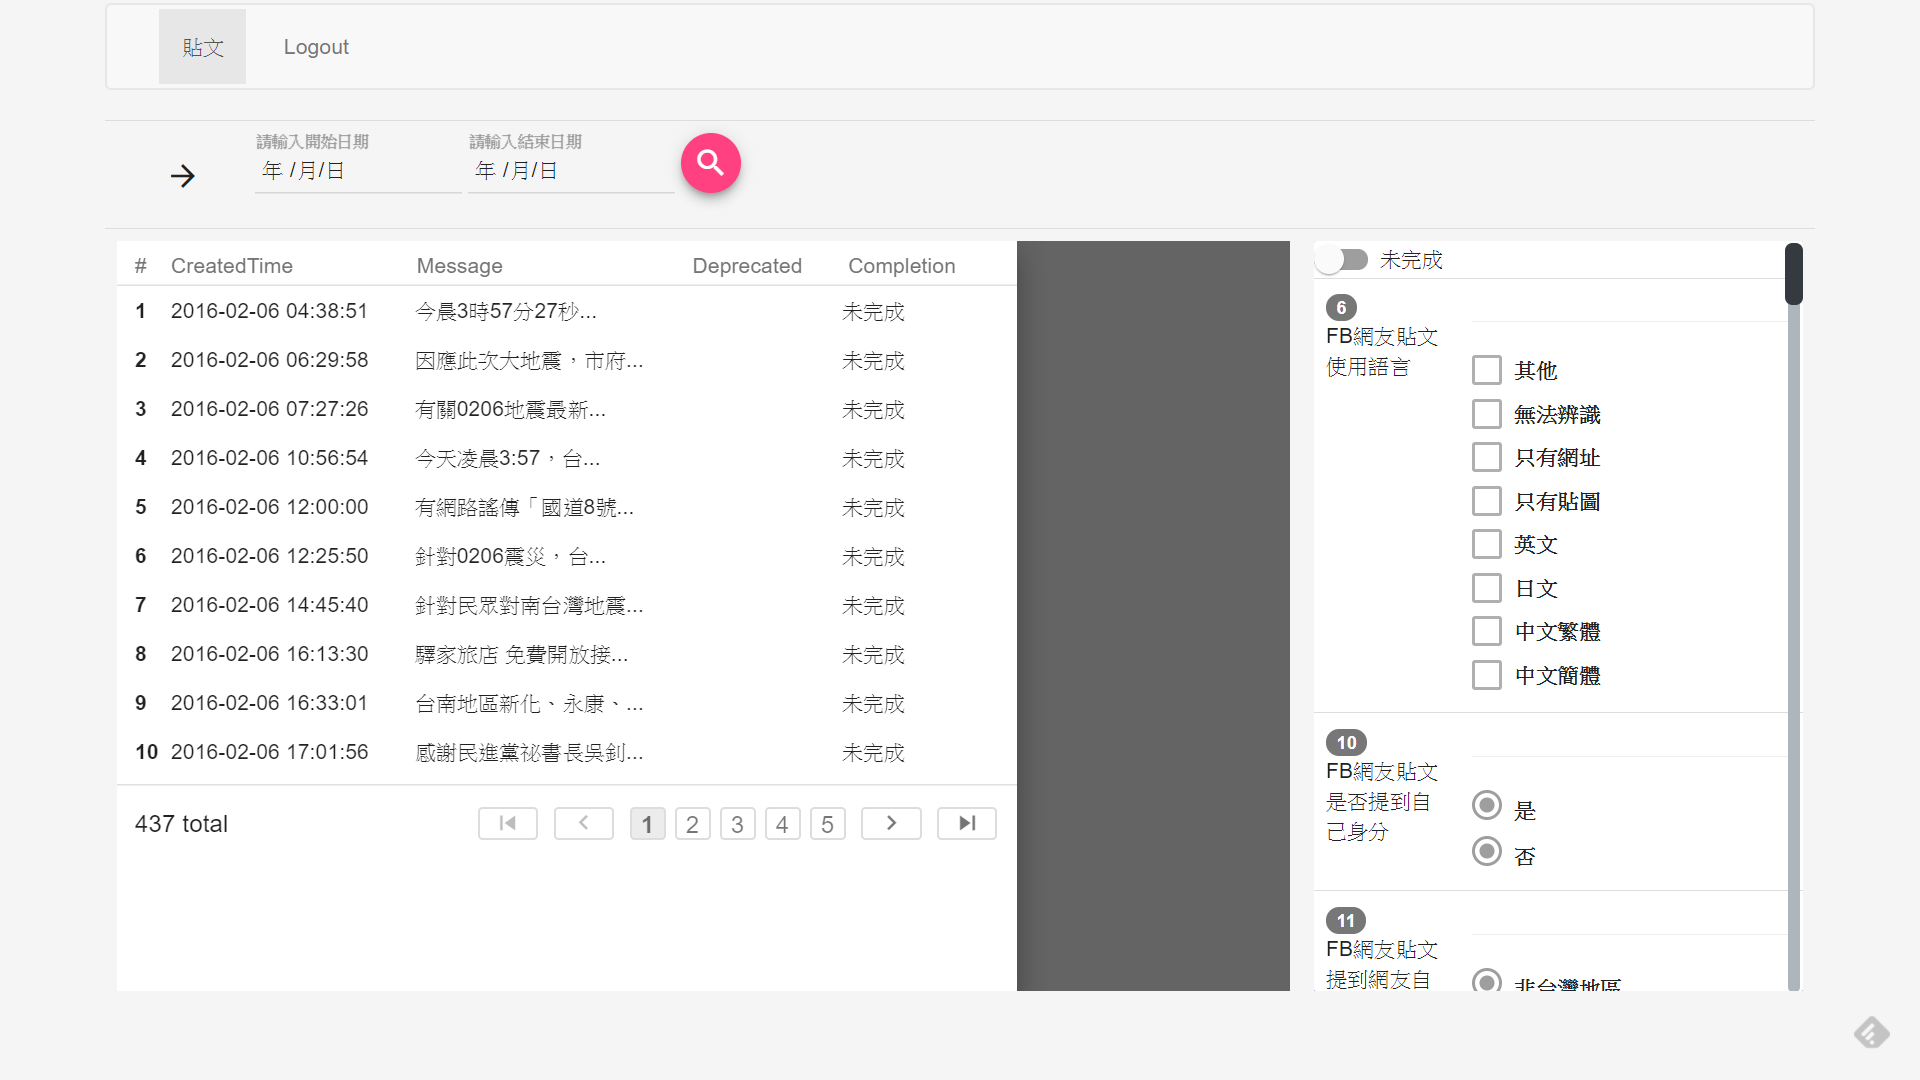 貼文 Logout
請輸入開始日期 請輸入結束日期
年 /月/日 年 /月/日
# CreatedTime Message Deprecated Completion
1 2016-02-06 04:38:51 今晨3時57分27秒... 未完成
2 2016-02-06 06:29:58 因應此次大地震，市府... 未完成
3 2016-02-06 07:27:26 有關0206地震最新... 未完成
4 2016-02-06 10:56:54 今天凌晨3:57，台... 未完成
5 2016-02-06 12:00:00 有網路謠傳「國道8號... 未完成
6 2016-02-06 12:25:50 針對0206震災，台... 未完成
7 2016-02-06 14:45:40 針對民眾對南台灣地震... 未完成
8 2016-02-06 16:13:30 驛家旅店 免費開放接... 未完成
9 2016-02-06 16:33:01 台南地區新化、永康、... 未完成
10 2016-02-06 17:01:56 感謝民進黨祕書長吳釗... 未完成
437 total 1 2 3 4 5
未完成
6
FB網友貼文
使用語言
其他
無法辨識
只有網址
只有貼圖
英文
日文
中文繁體
中文簡體
10
FB網友貼文
是否提到自
己身分
是
否
11
FB網友貼文
提到網友自
非台灣地區